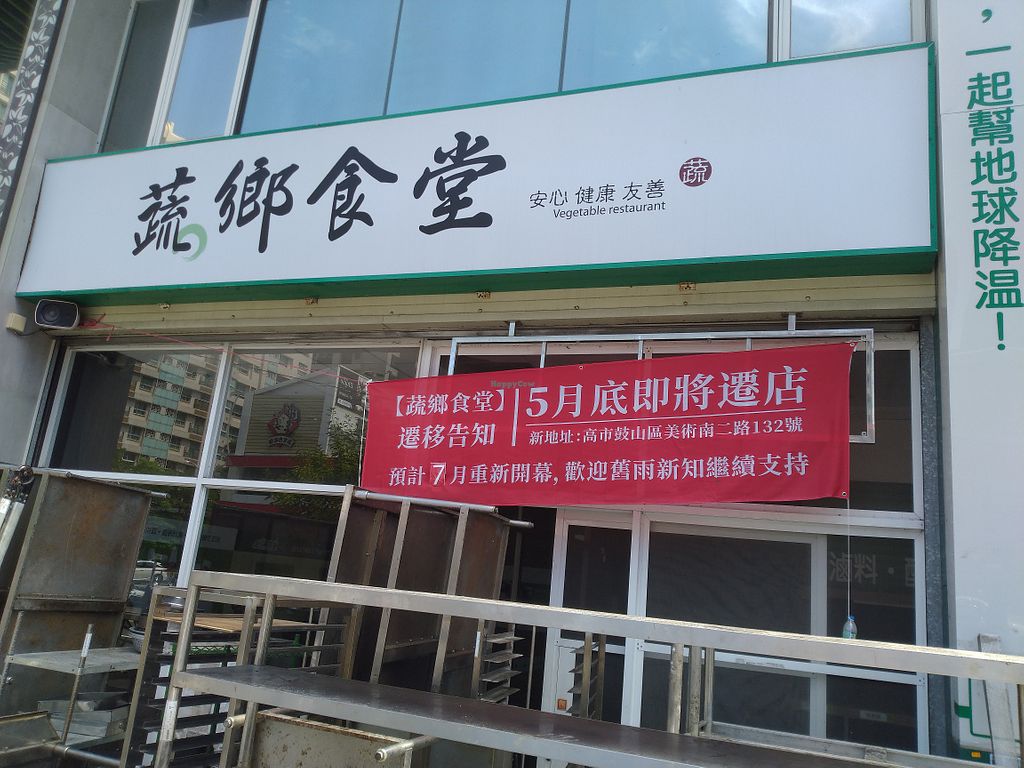 蔬鄉食堂
安心 健康 友善
Vegetable restaurant
蔬
，一起幫地球降溫！
HappyCow
【蔬鄉食堂】
遷移告知
5月底即將遷店
新地址:高市鼓山區美術南二路132號
預計7月重新開幕,歡迎舊雨新知繼續支持
滷料·